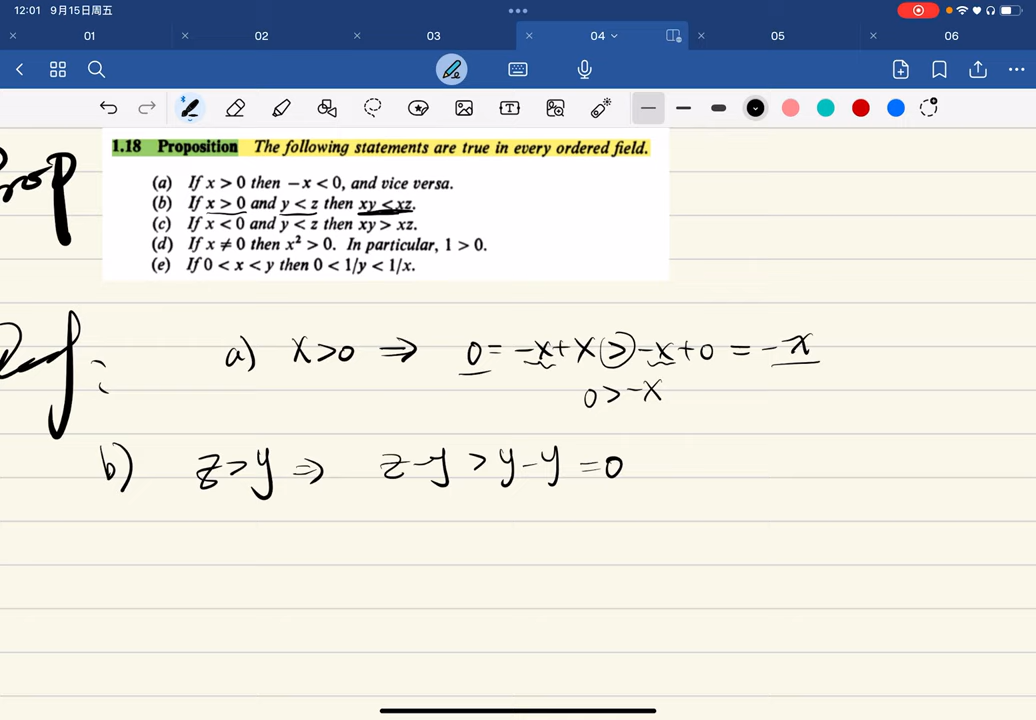 12:01 9月15日周五
01 02 03 04 05 06
Prop
1.18 Proposition The following statements are true in every ordered field.
(a) If x > 0 then −x < 0, and vice versa.
(b) If x > 0 and y < z then xy < xz.
(c) If x < 0 and y < z then xy > xz.
(d) If x ≠ 0 then x² > 0. In particular, 1 > 0.
(e) If 0 < x < y then 0 < 1/y < 1/x.
a) x > 0 ⇒ 0 = -x + x > -x + 0 = -x
0 > -x
b) z > y ⇒ z - y > y - y = 0